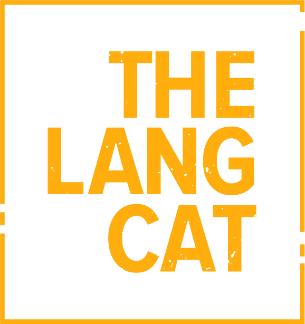 THE
LANG
CAT